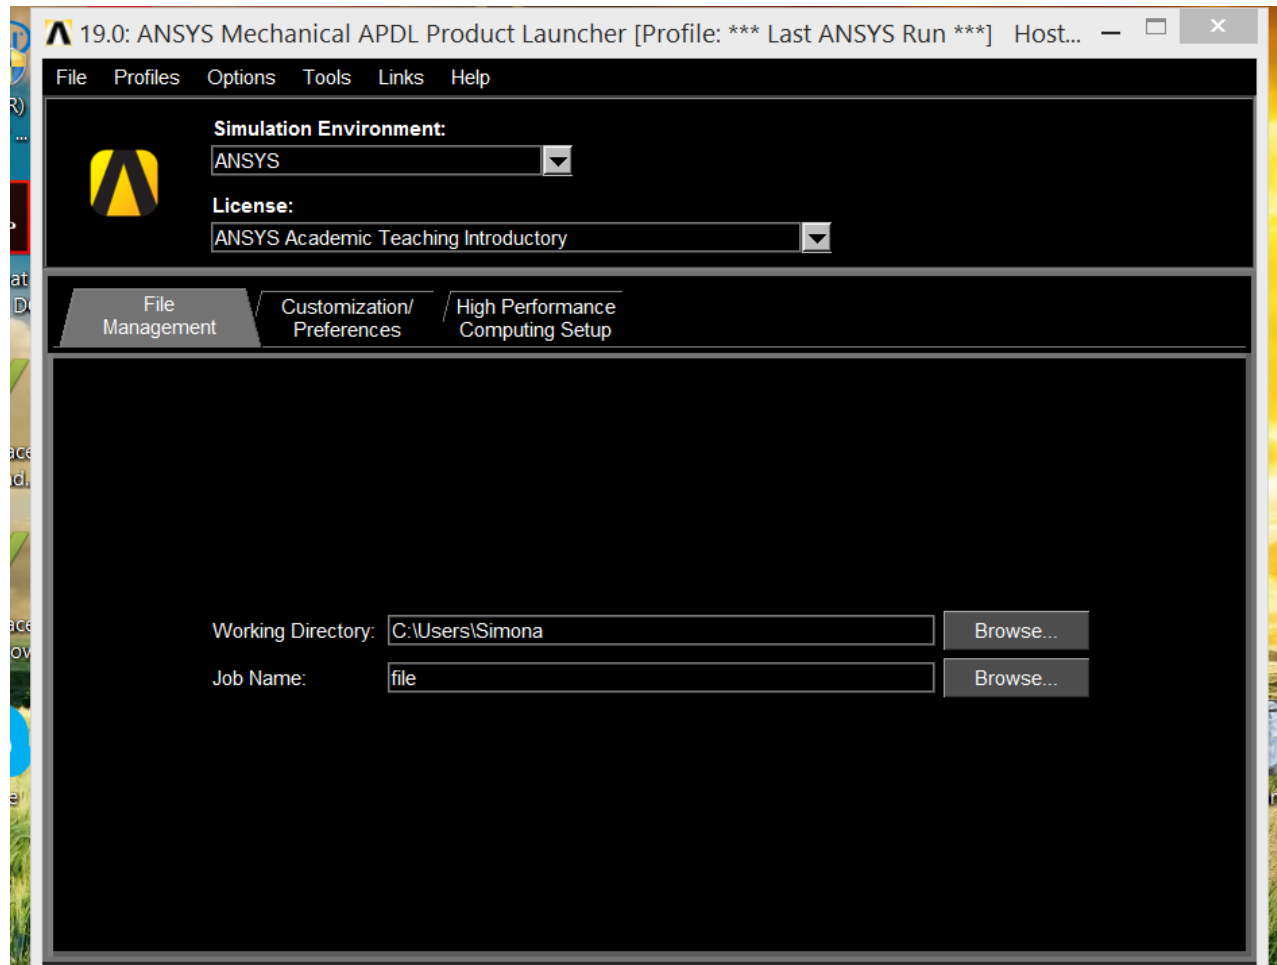 19.0: ANSYS Mechanical APDL Product Launcher [Profile: *** Last ANSYS Run ***] Host...
File Profiles Options Tools Links Help
Simulation Environment:
ANSYS
License:
ANSYS Academic Teaching Introductory
File
Management
Customization/
Preferences
High Performance
Computing Setup
Working Directory: C:\Users\Simona Browse...
Job Name: file Browse...